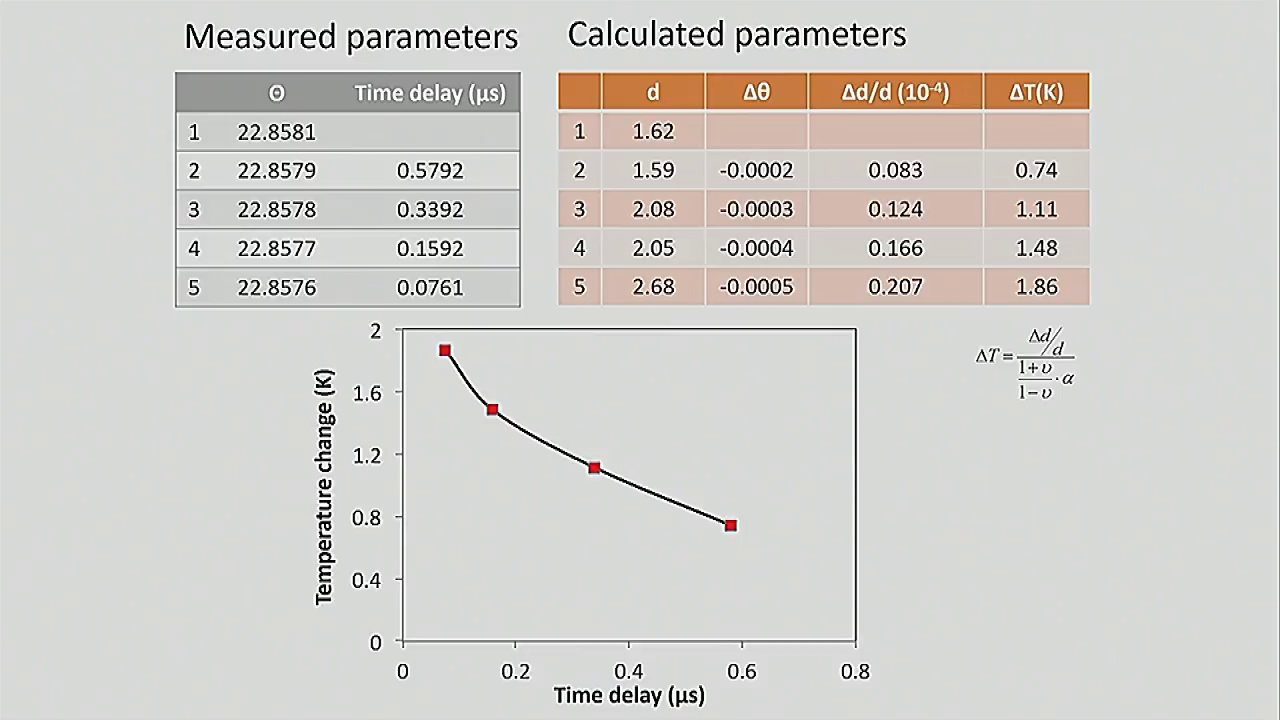 Measured parameters
Θ Time delay (μs)
1 22.8581
2 22.8579 0.5792
3 22.8578 0.3392
4 22.8577 0.1592
5 22.8576 0.0761
Calculated parameters
d Δθ Δd/d (10⁻⁴) ΔT(K)
1 1.62
2 1.59 -0.0002 0.083 0.74
3 2.08 -0.0003 0.124 1.11
4 2.05 -0.0004 0.166 1.48
5 2.68 -0.0005 0.207 1.86
ΔT = (Δd/d) / ((1+υ)/(1−υ) · α)
Temperature change (K)
2
1.6
1.2
0.8
0.4
0
0 0.2 0.4 0.6 0.8
Time delay (μs)